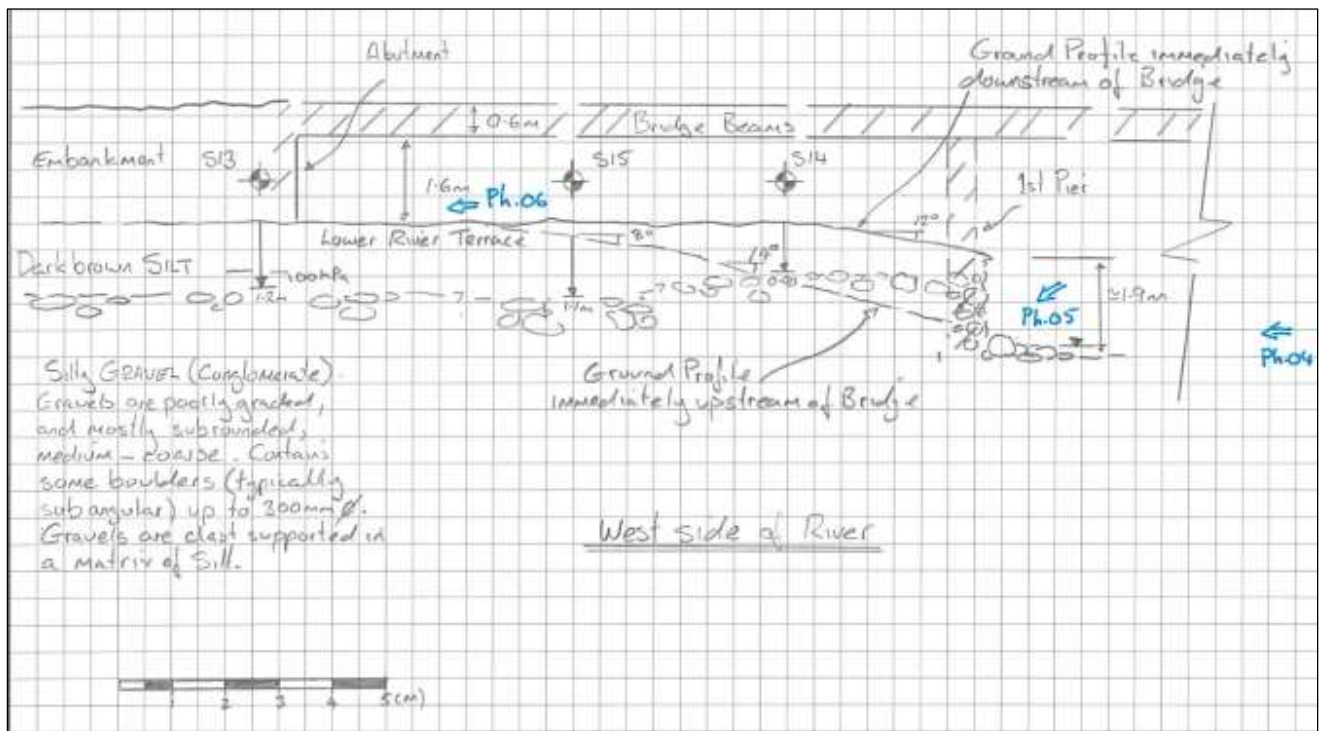 Abutment
Ground Profile immediately
downstream of Bridge
0.6m
Bridge Beams
Embankment
S13
S15
S14
1.6m
Ph.06
1st Pier
Lower River Terrace
8°
12°
Dark brown SILT
100kPa
1.2m
1.1m
≃1.9m
Ph.05
Ph.04
Silty GRAVEL (Conglomerate).
Gravels are poorly graded,
and mostly subrounded,
medium - coarse. Contains
some boulders (typically
subangular) up to 300mm Ø.
Gravels are clast supported in
a matrix of Silt.
Ground Profile
immediately upstream of Bridge
West side of River
1 2 3 4 5(m)